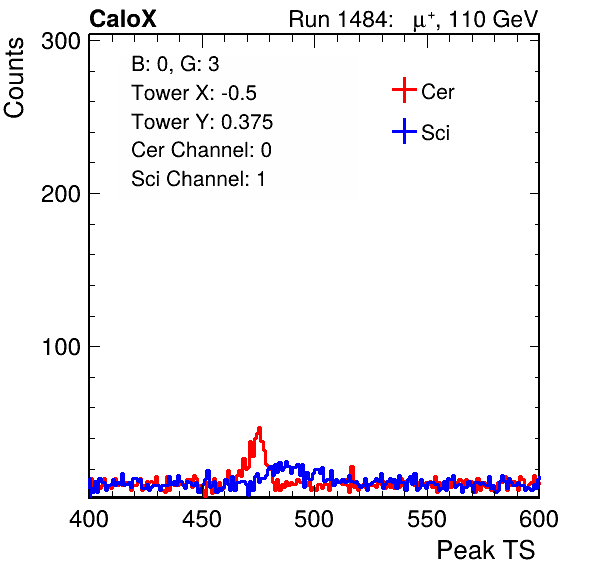 CaloX Run 1484: μ⁺, 110 GeV
Counts
300
200
100
B: 0, G: 3
Tower X: -0.5
Tower Y: 0.375
Cer Channel: 0
Sci Channel: 1
Cer
Sci
400 450 500 550 600
Peak TS